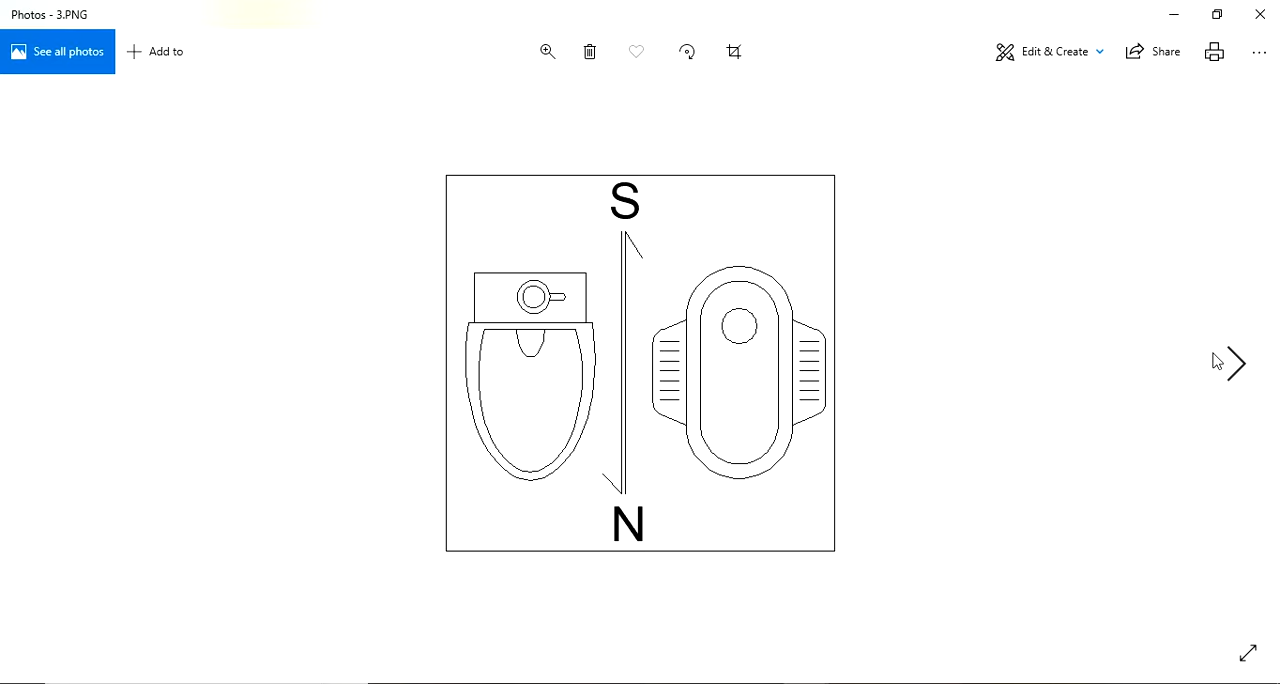 Photos - 3.PNG
See all photos
Add to
Edit & Create
Share
S
N